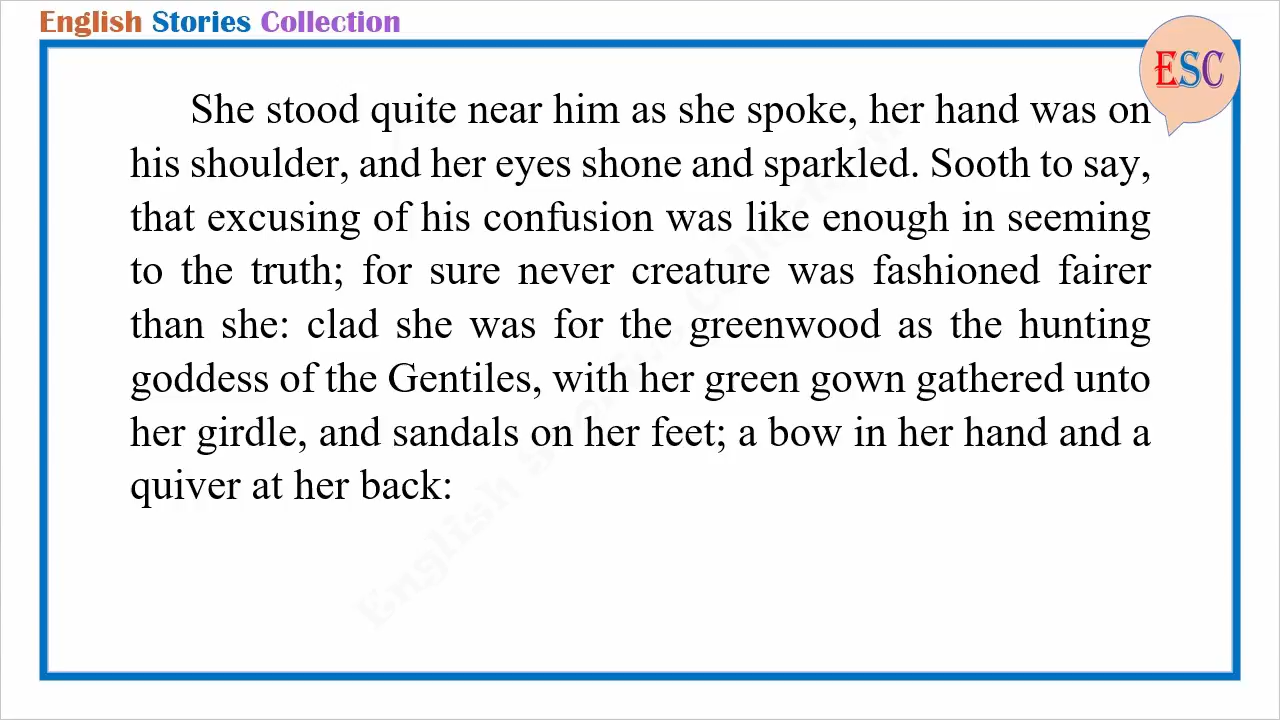 English Stories Collection
ESC
She stood quite near him as she spoke, her hand was on
his shoulder, and her eyes shone and sparkled. Sooth to say,
that excusing of his confusion was like enough in seeming
to the truth; for sure never creature was fashioned fairer
than she: clad she was for the greenwood as the hunting
goddess of the Gentiles, with her green gown gathered unto
her girdle, and sandals on her feet; a bow in her hand and a
quiver at her back:
English Stories Collection